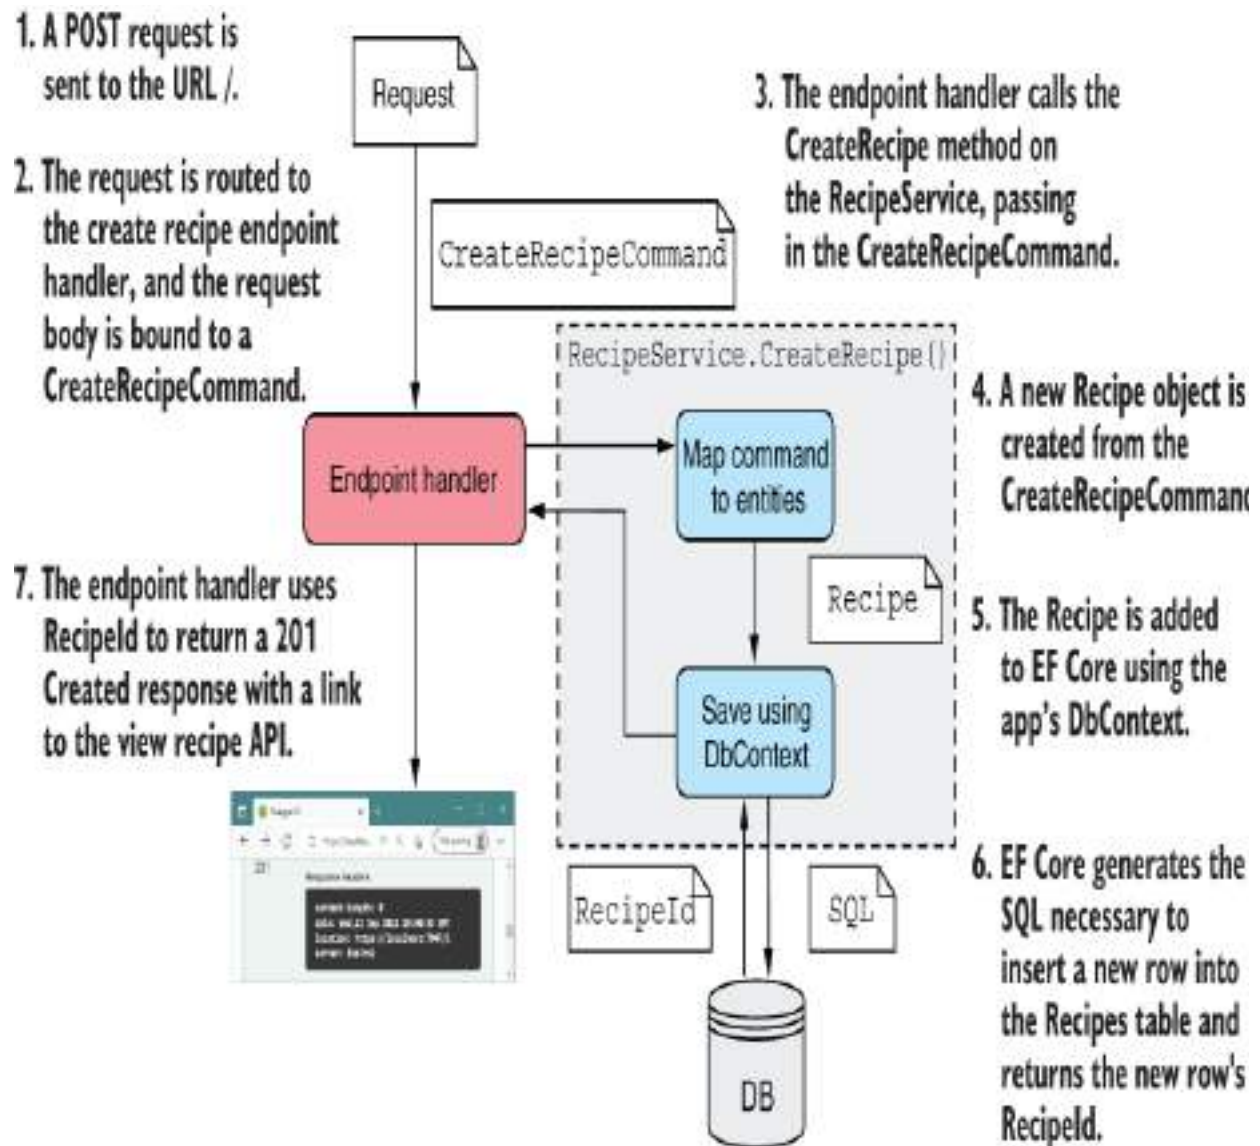 1. A POST request is
sent to the URL /.
Request
3. The endpoint handler calls the
CreateRecipe method on
the RecipeService, passing
in the CreateRecipeCommand.
2. The request is routed to
the create recipe endpoint
handler, and the request
body is bound to a
CreateRecipeCommand.
CreateRecipeCommand
RecipeService.CreateRecipe()
Endpoint handler
Map command
to entities
4. A new Recipe object is
created from the
CreateRecipeCommand
Recipe
7. The endpoint handler uses
RecipeId to return a 201
Created response with a link
to the view recipe API.
5. The Recipe is added
to EF Core using the
app's DbContext.
Save using
DbContext
RecipeId
SQL
6. EF Core generates the
SQL necessary to
insert a new row into
the Recipes table and
returns the new row's
RecipeId.
DB